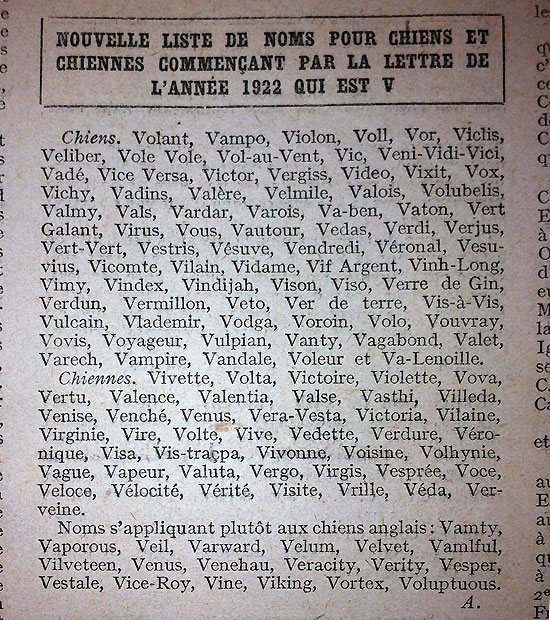 NOUVELLE LISTE DE NOMS POUR CHIENS ET
CHIENNES COMMENÇANT PAR LA LETTRE DE
L'ANNÉE 1922 QUI EST V
Chiens. Volant, Vampo, Violon, Voll, Vor, Viclis,
Veliber, Vole Vole, Vol-au-Vent, Vic, Veni-Vidi-Vici,
Vadé, Vice Versa, Victor, Vergiss, Video, Vixit, Vox,
Vichy, Vadins, Valère, Velmile, Valois, Volubelis,
Valmy, Vals, Vardar, Varois, Va-ben, Vaton, Vert
Galant, Virus, Vous, Vautour, Vedas, Verdi, Verjus,
Vert-Vert, Vestris, Vésuve, Vendredi, Véronal, Vesu-
vius, Vicomte, Vilain, Vidame, Vif Argent, Vinh-Long,
Vimy, Vindex, Vindijah, Vison, Viso, Verre de Gin,
Verdun, Vermillon, Veto, Ver de terre, Vis-à-Vis,
Vulcain, Vlademir, Vodga, Voroin, Volo, Vouvray,
Vovis, Voyageur, Vulpian, Vanty, Vagabond, Valet,
Varech, Vampire, Vandale, Voleur et Va-Lenoille.
Chiennes. Vivette, Volta, Victoire, Violette, Vova,
Vertu, Valence, Valentia, Valse, Vasthi, Villeda,
Venise, Venché, Venus, Vera-Vesta, Victoria, Vilaine,
Virginie, Vire, Volte, Vive, Vedette, Verdure, Véro-
nique, Visa, Vis-traçpa, Vivonne, Voisine, Volhynie,
Vague, Vapeur, Valuta, Vergo, Virgis, Vesprée, Voce,
Veloce, Vélocité, Vérité, Visite, Vrille, Véda, Ver-
veine.
Noms s'appliquant plutôt aux chiens anglais : Vamty,
Vaporous, Veil, Varward, Velum, Velvet, Vamlful,
Vilveteen, Venus, Venehau, Veracity, Verity, Vesper,
Vestale, Vice-Roy, Vine, Viking, Vortex, Voluptuous.
A.